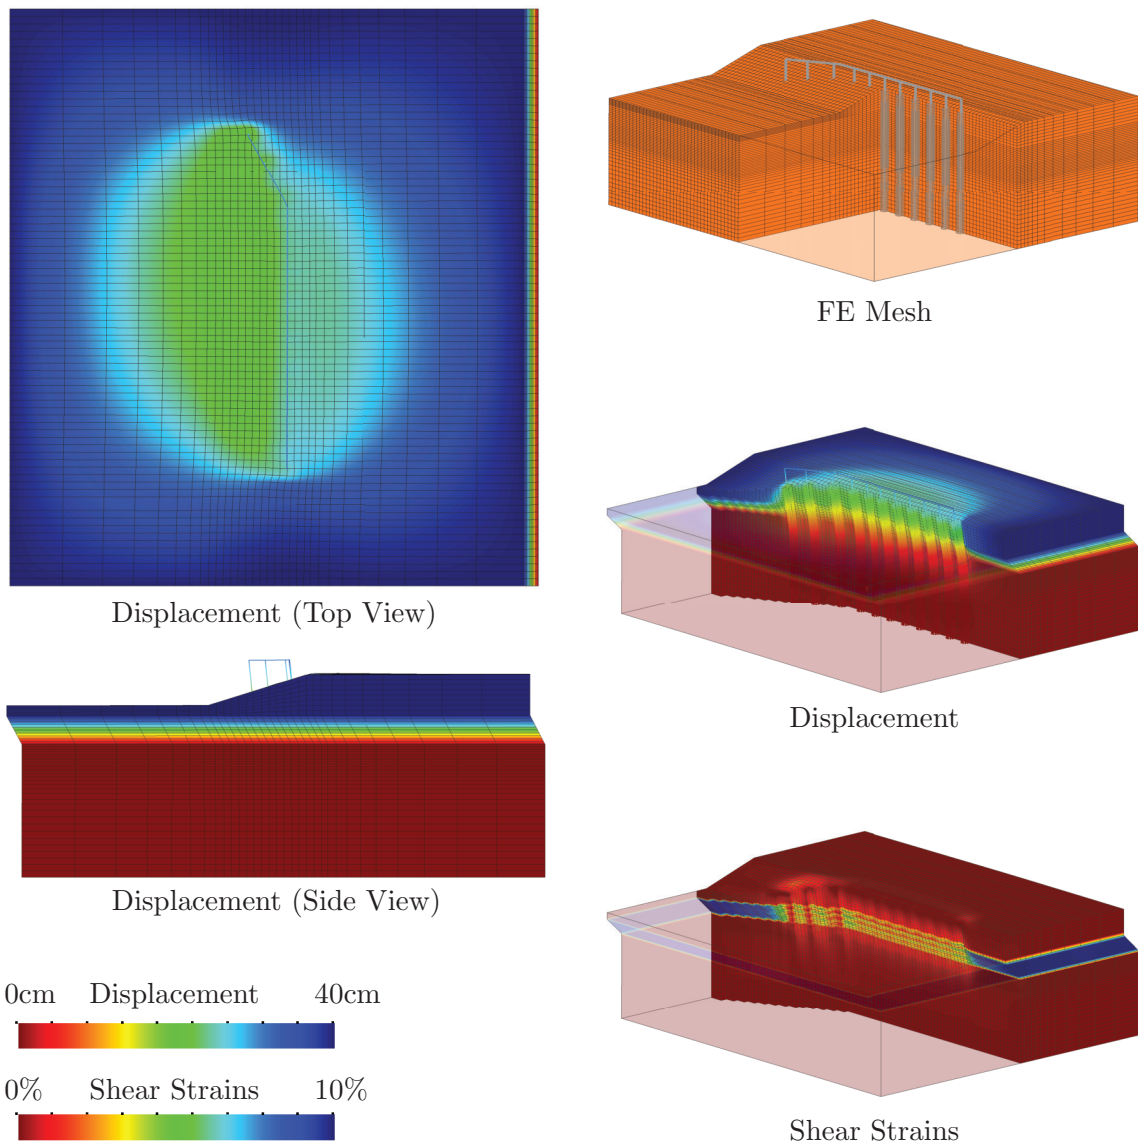 FE Mesh
Displacement (Top View)
Displacement
Displacement (Side View)
0cm Displacement 40cm
0% Shear Strains 10%
Shear Strains